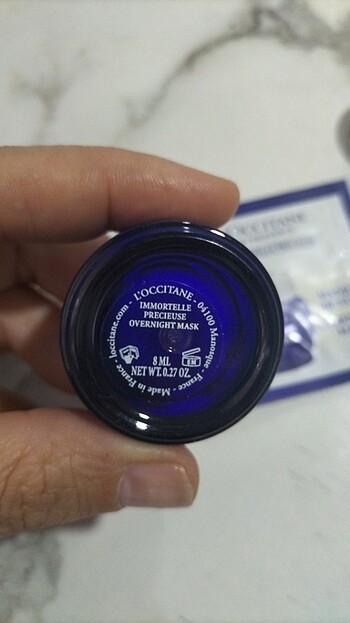 L'OCCITANE - 04100 Manosque - France - Made in France - loccitane.com -
IMMORTELLE
PRECIEUSE
OVERNIGHT MASK
8 ML
NET WT. 0.27 OZ.
L'OCCITANE